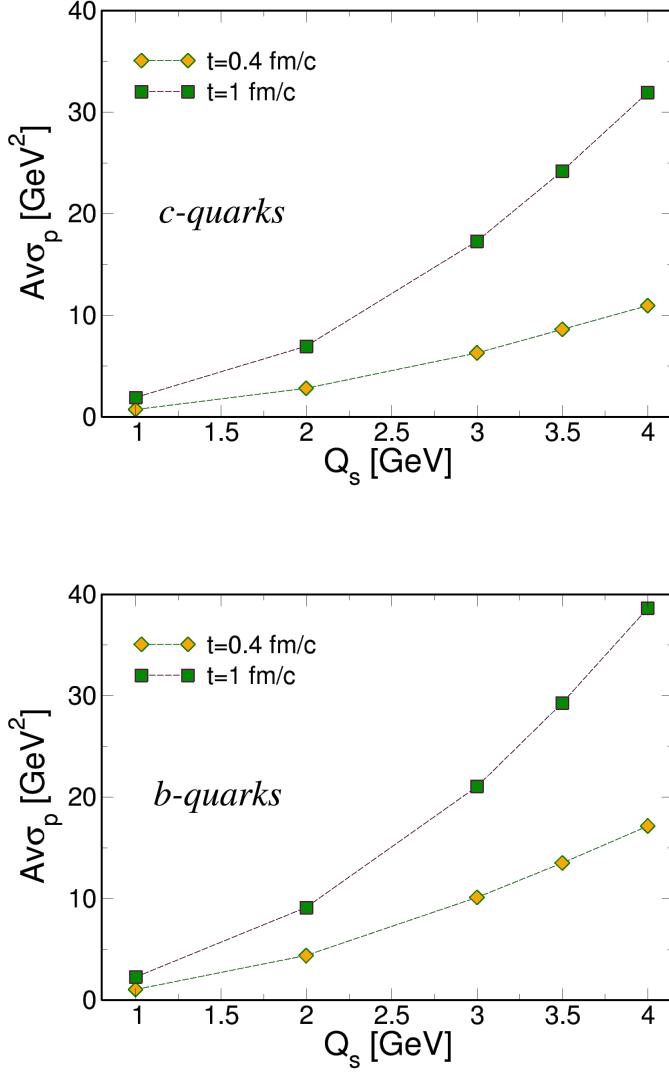 40
30
20
10
0
Avσp [GeV2]
t=0.4 fm/c
t=1 fm/c
c-quarks
1 1.5 2 2.5 3 3.5 4
Qs [GeV]
40
30
20
10
0
Avσp [GeV2]
t=0.4 fm/c
t=1 fm/c
b-quarks
1 1.5 2 2.5 3 3.5 4
Qs [GeV]